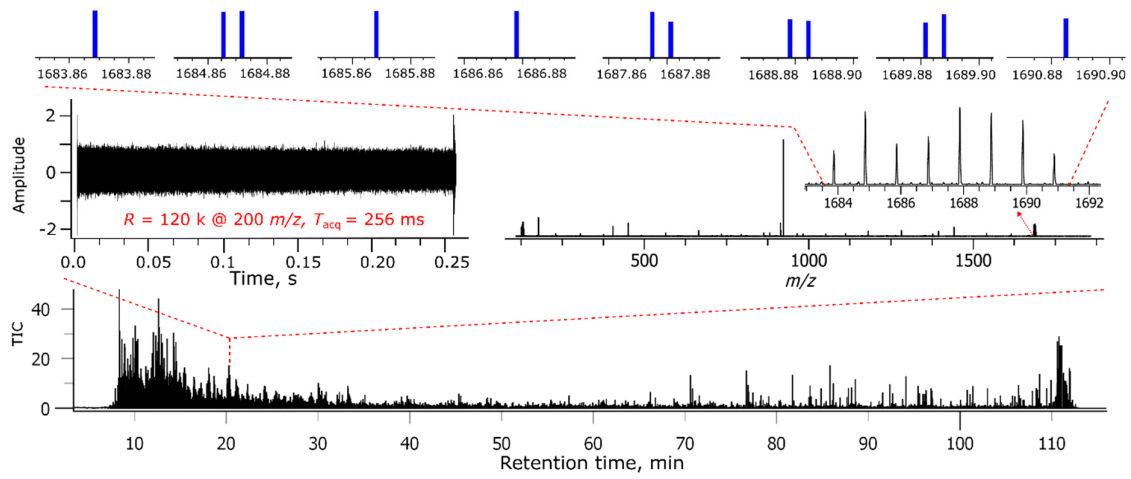 1683.86 1683.88 1684.86 1684.88 1685.86 1685.88 1686.86 1686.88 1687.86 1687.88 1688.88 1688.90 1689.88 1689.90 1690.88 1690.90
Amplitude
2
0
-2
R = 120 k @ 200 m/z, Tacq = 256 ms
0.0 0.05 0.1 0.15 0.20 0.25
Time, s
1684 1686 1688 1690 1692
500 1000 1500
m/z
TIC
40
20
0
10 20 30 40 50 60 70 80 90 100 110
Retention time, min